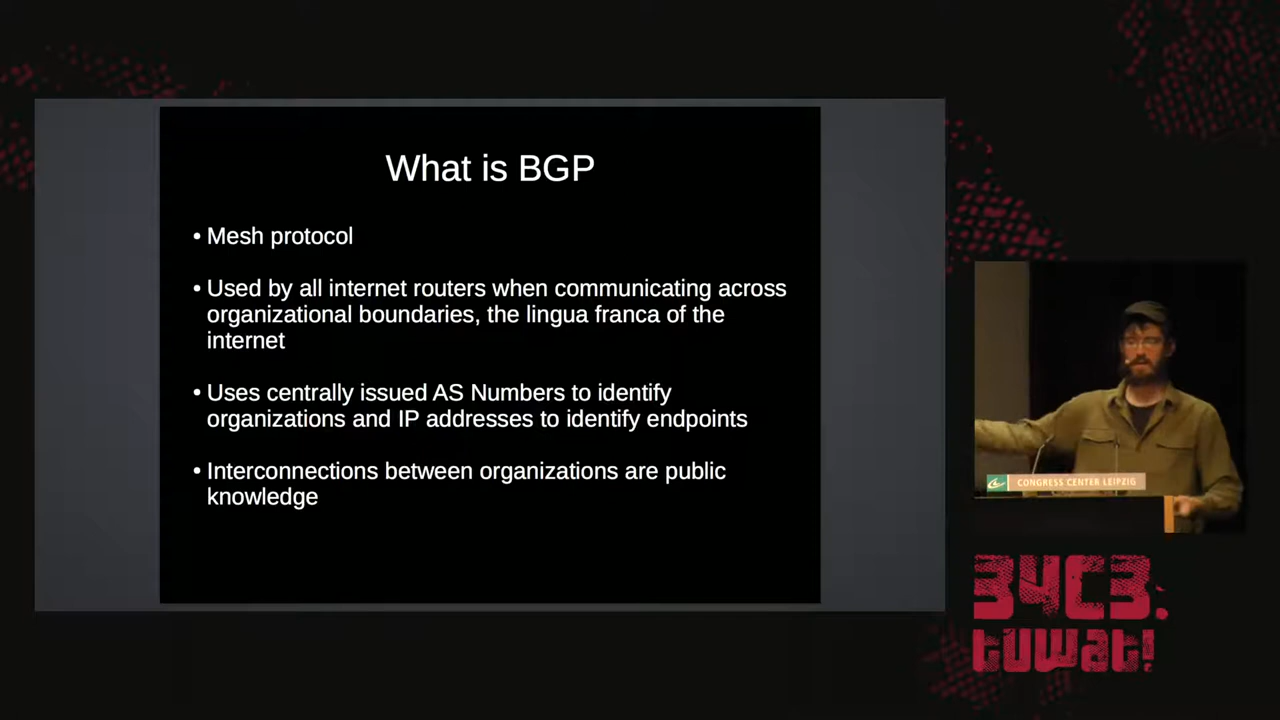 What is BGP
• Mesh protocol
• Used by all internet routers when communicating across
organizational boundaries, the lingua franca of the
internet
• Uses centrally issued AS Numbers to identify
organizations and IP addresses to identify endpoints
• Interconnections between organizations are public
knowledge
CONGRESS CENTER LEIPZIG
34C3.
tuwat!